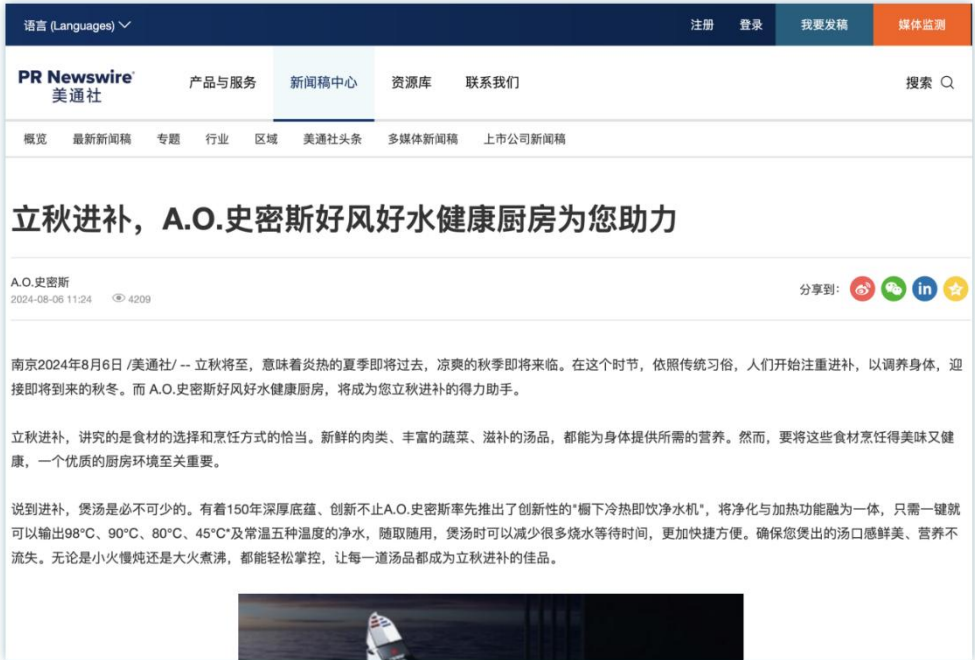 语言 (Languages)
注册
登录
我要发稿
媒体监测
PR Newswire
美通社
产品与服务
新闻稿中心
资源库
联系我们
搜索
概览
最新新闻稿
专题
行业
区域
美通社头条
多媒体新闻稿
上市公司新闻稿
立秋进补，A.O.史密斯好风好水健康厨房为您助力
A.O.史密斯
2024-08-06 11:24
4209
分享到:
in
南京2024年8月6日 /美通社/ -- 立秋将至，意味着炎热的夏季即将过去，凉爽的秋季即将来临。在这个时节，依照传统习俗，人们开始注重进补，以调养身体，迎
接即将到来的秋冬。而 A.O.史密斯好风好水健康厨房，将成为您立秋进补的得力助手。
立秋进补，讲究的是食材的选择和烹饪方式的恰当。新鲜的肉类、丰富的蔬菜、滋补的汤品，都能为身体提供所需的营养。然而，要将这些食材烹饪得美味又健
康，一个优质的厨房环境至关重要。
说到进补，煲汤是必不可少的。有着150年深厚底蕴、创新不止A.O.史密斯率先推出了创新性的"橱下冷热即饮净水机"，将净化与加热功能融为一体，只需一键就
可以输出98°C、90°C、80°C、45°C*及常温五种温度的净水，随取随用，煲汤时可以减少很多烧水等待时间，更加快捷方便。确保您煲出的汤口感鲜美、营养不
流失。无论是小火慢炖还是大火煮沸，都能轻松掌控，让每一道汤品都成为立秋进补的佳品。